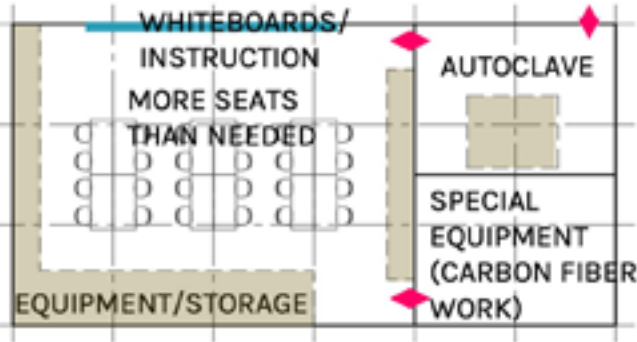 WHITEBOARDS/
INSTRUCTION
MORE SEATS
THAN NEEDED
AUTOCLAVE
SPECIAL
EQUIPMENT
(CARBON FIBER
WORK)
EQUIPMENT/STORAGE